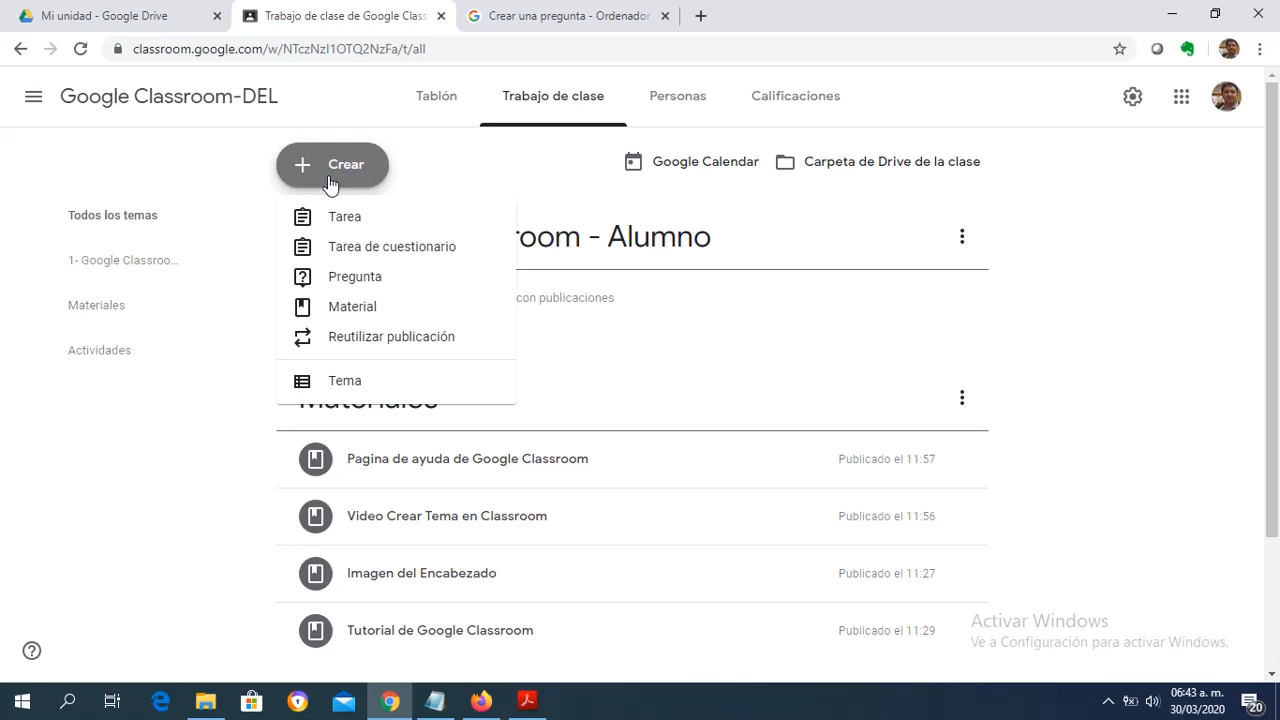 Mi unidad - Google Drive
Trabajo de clase de Google Clas
Crear una pregunta - Ordenador
classroom.google.com/w/NTczNzI1OTQ2NzFa/t/all
Google Classroom-DEL
Tablón
Trabajo de clase
Personas
Calificaciones
Crear
Google Calendar
Carpeta de Drive de la clase
Todos los temas
1- Google Classroo...
Materiales
Actividades
Tarea
Tarea de cuestionario
Pregunta
Material
Reutilizar publicación
Tema
room - Alumno
con publicaciones
Materiales
Pagina de ayuda de Google Classroom
Publicado el 11:57
Video Crear Tema en Classroom
Publicado el 11:56
Imagen del Encabezado
Publicado el 11:27
Tutorial de Google Classroom
Publicado el 11:29
Activar Windows
Ve a Configuración para activar Windows.
06:43 a. m.
30/03/2020
20